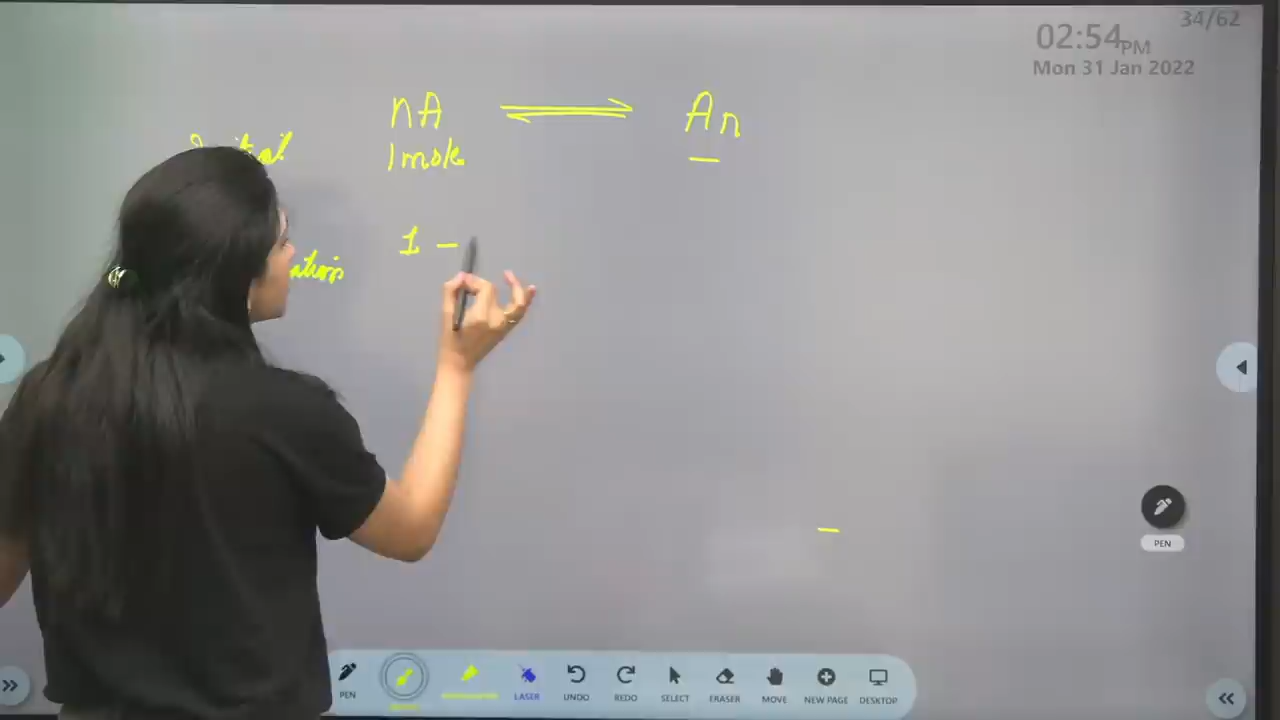 34/62
02:54PM
Mon 31 Jan 2022
nA ⇌ An
1mole —
1 —
PEN
PEN
LASER
UNDO
REDO
SELECT
ERASER
MOVE
NEW PAGE
DESKTOP